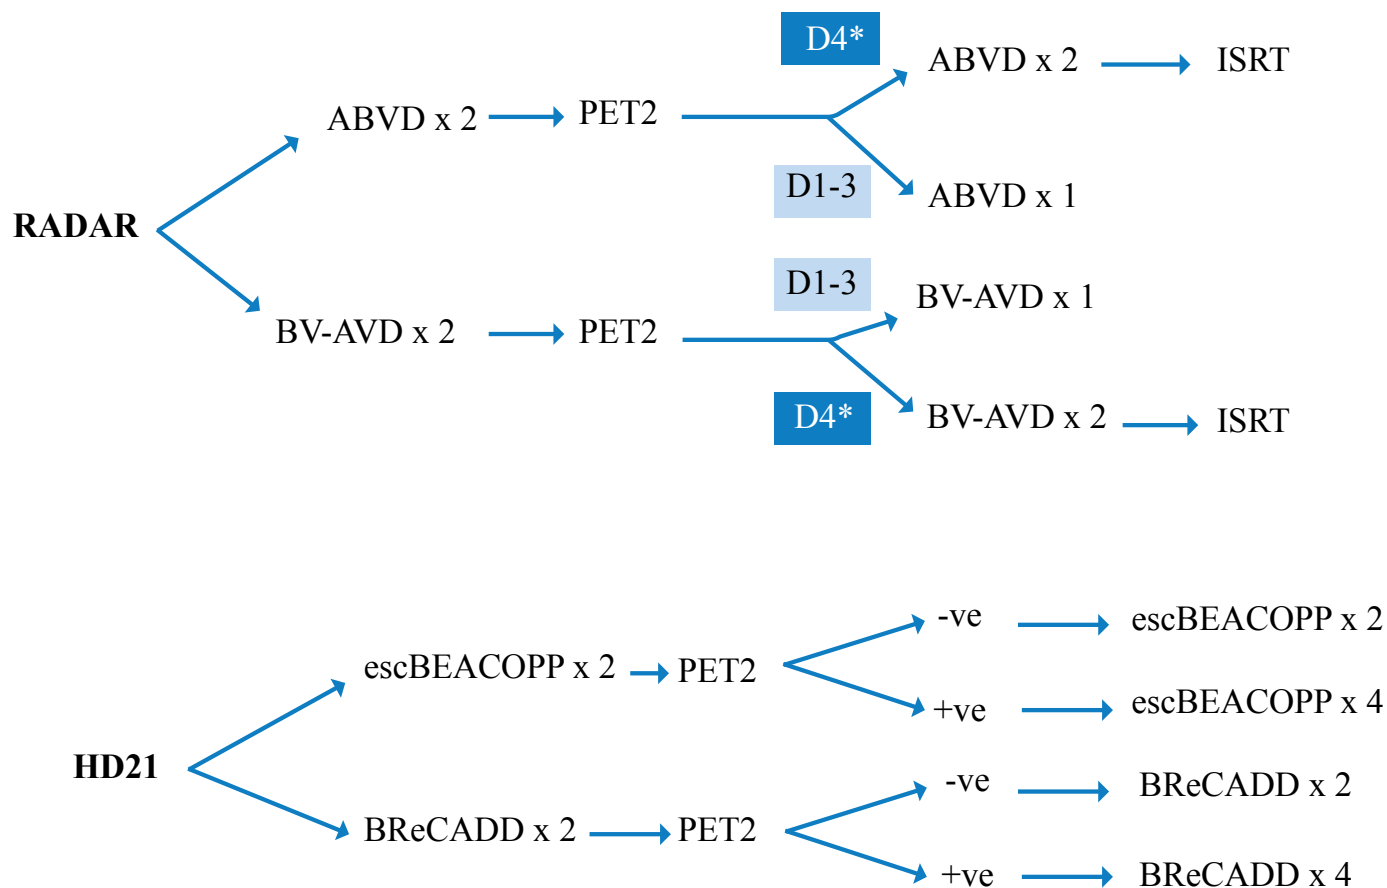 D4*
ABVD x 2 ISRT
ABVD x 2 PET2
D1-3
ABVD x 1
RADAR
D1-3
BV-AVD x 1
BV-AVD x 2 PET2
D4*
BV-AVD x 2 ISRT
-ve escBEACOPP x 2
escBEACOPP x 2 PET2
+ve escBEACOPP x 4
HD21
-ve BReCADD x 2
BReCADD x 2 PET2
+ve BReCADD x 4